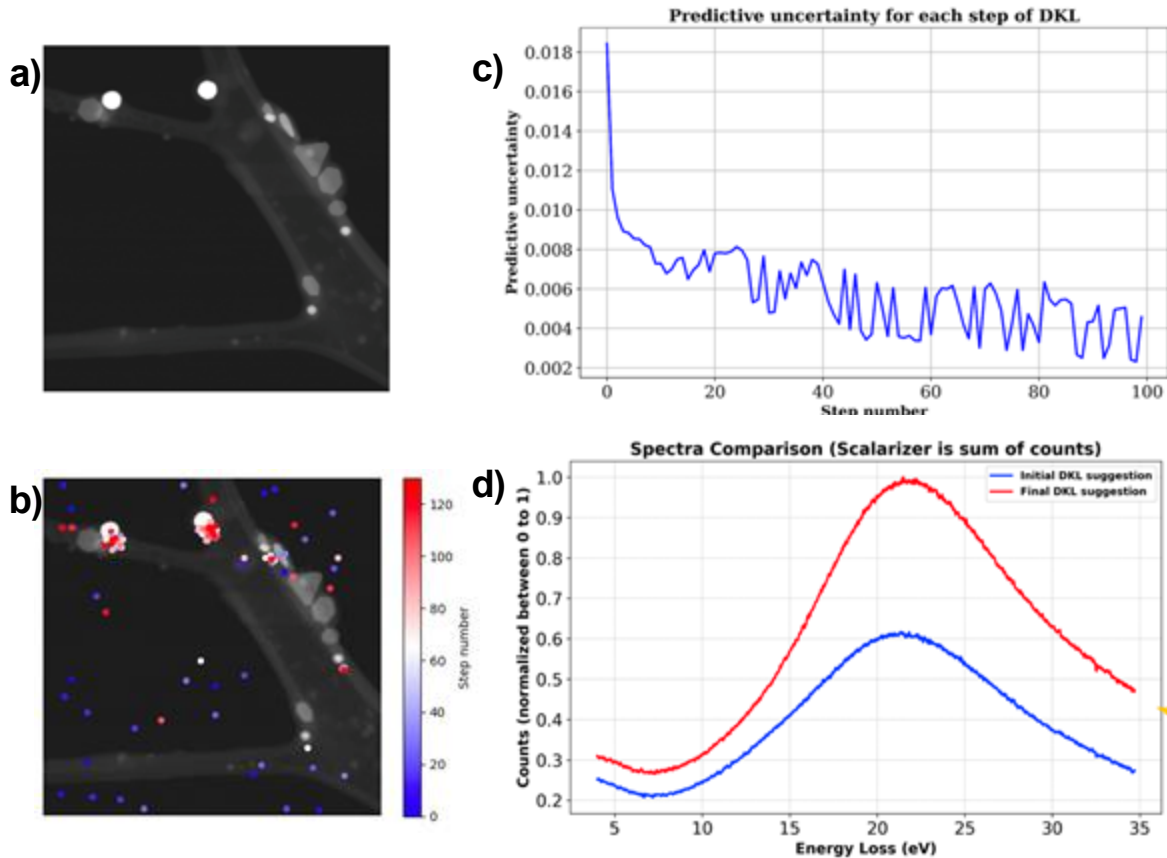 a)
c)
Predictive uncertainty for each step of DKL
Predictive uncertainty
0.018
0.016
0.014
0.012
0.010
0.008
0.006
0.004
0.002
0 20 40 60 80 100
Step number
b)
120
100
80
60
40
20
0
Step number
d)
Spectra Comparison (Scalarizer is sum of counts)
Initial DKL suggestion
Final DKL suggestion
Counts (normalized between 0 to 1)
1.0
0.9
0.8
0.7
0.6
0.5
0.4
0.3
0.2
5 10 15 20 25 30 35
Energy Loss (eV)